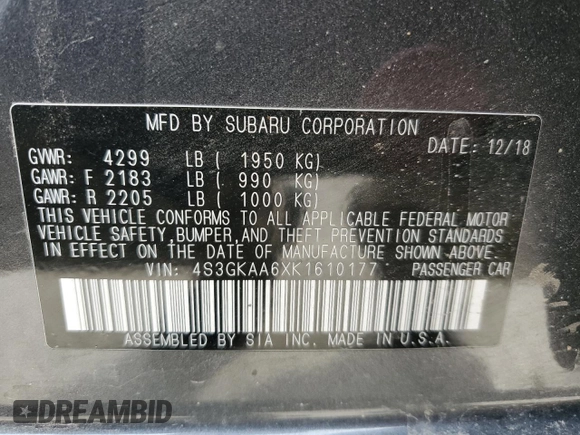 MFD BY SUBARU CORPORATION
DATE: 12/18
GVWR: 4299 LB ( 1950 KG)
GAWR: F 2183 LB (. 990 KG)
GAWR: R 2205 LB ( 1000 KG)
THIS VEHICLE CONFORMS TO ALL APPLICABLE FEDERAL MOTOR
VEHICLE SAFETY,BUMPER,AND THEFT PREVENTION STANDARDS
IN EFFECT ON THE DATE OF MANUFACTURE SHOWN ABOVE.
VIN: 4S3GKAA6XK1610177 PASSENGER CAR
ASSEMBLED BY SIA INC. MADE IN U.S.A.
DREAMBID